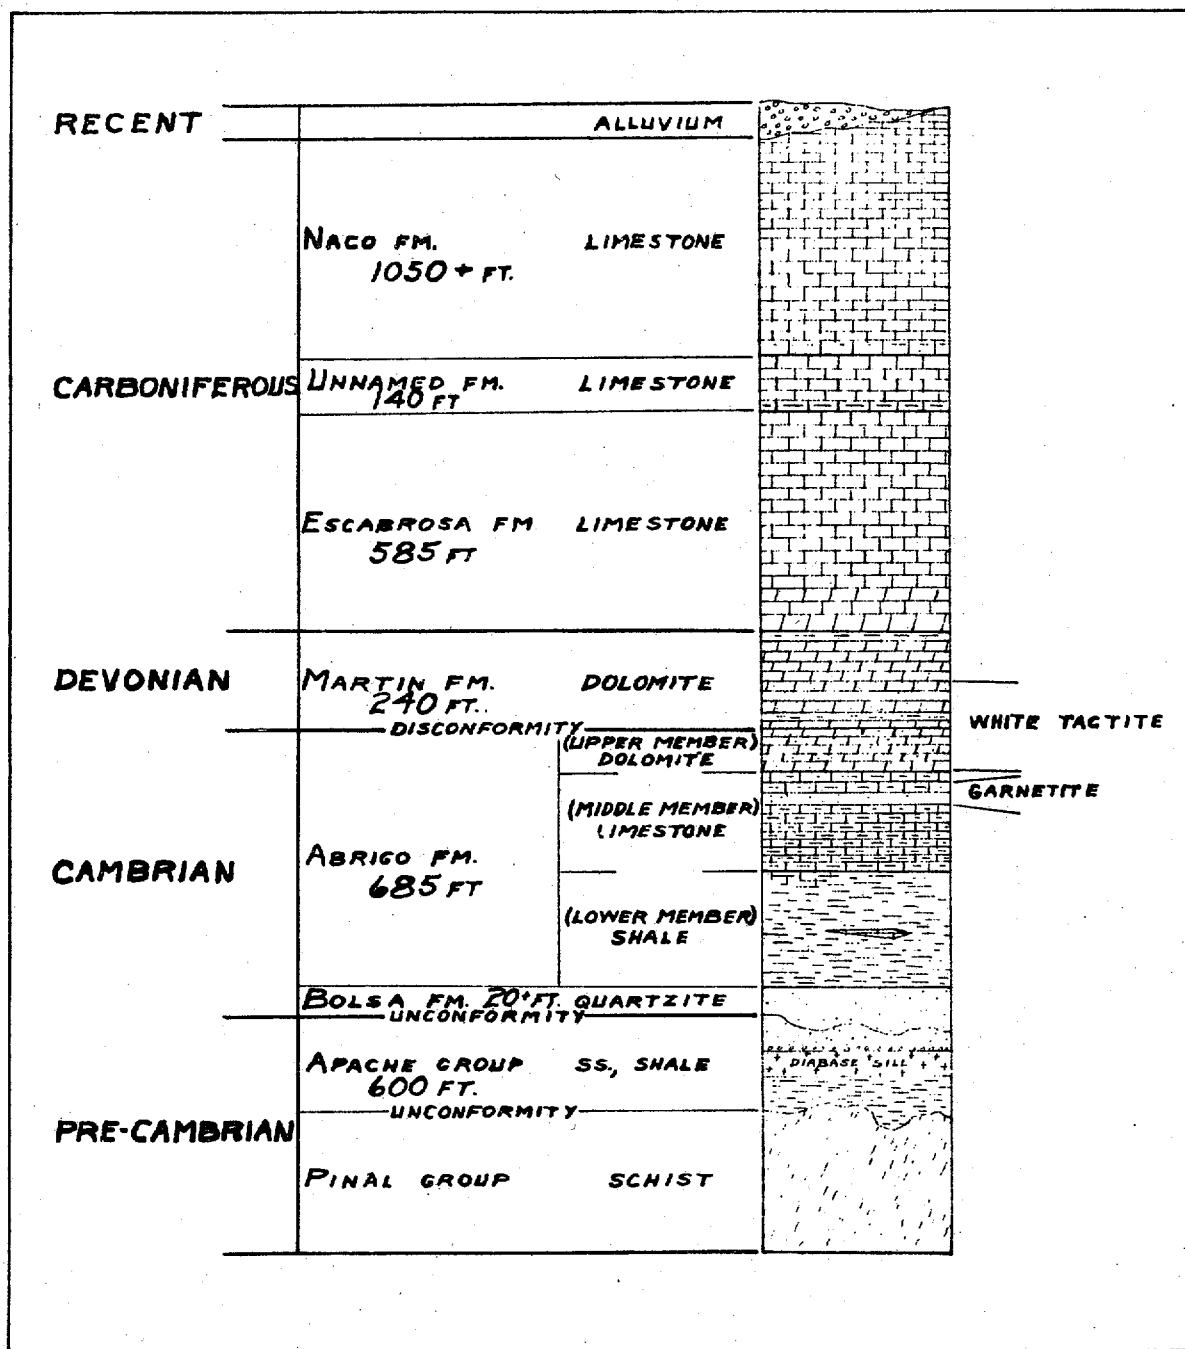 RECENT
ALLUVIUM
NACO FM. LIMESTONE
1050 + FT.
CARBONIFEROUS
UNNAMED FM. LIMESTONE
140 FT
ESCABROSA FM LIMESTONE
585 FT
DEVONIAN
MARTIN FM. DOLOMITE
240 FT..
WHITE TACTITE
DISCONFORMITY
(UPPER MEMBER)
DOLOMITE
GARNETITE
(MIDDLE MEMBER)
LIMESTONE
CAMBRIAN
ABRIGO FM.
685 FT
(LOWER MEMBER)
SHALE
BOLSA FM. 20+FT. QUARTZITE
UNCONFORMITY
APACHE GROUP SS., SHALE
600 FT.
DIABASE SILL
UNCONFORMITY
PRE-CAMBRIAN
PINAL GROUP SCHIST